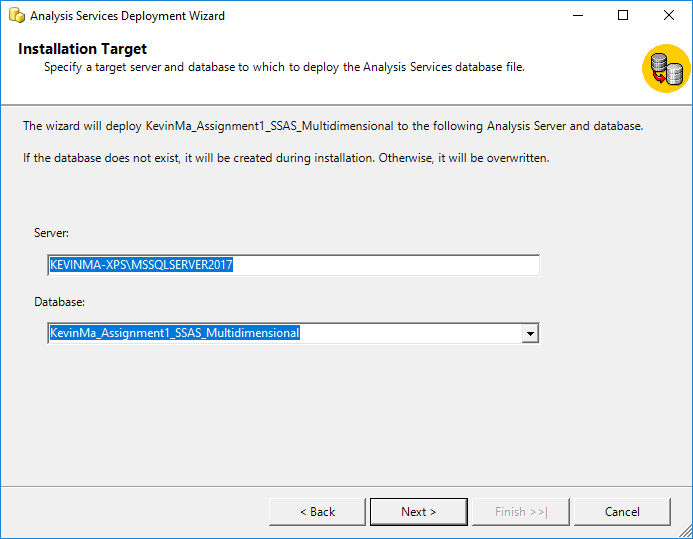 Analysis Services Deployment Wizard
Installation Target
Specify a target server and database to which to deploy the Analysis Services database file.
The wizard will deploy KevinMa_Assignment1_SSAS_Multidimensional to the following Analysis Server and database.
If the database does not exist, it will be created during installation. Otherwise, it will be overwritten.
Server:
KEVINMA-XPS\MSSQLSERVER2017
Database:
KevinMa_Assignment1_SSAS_Multidimensional
< Back
Next >
Finish >>|
Cancel